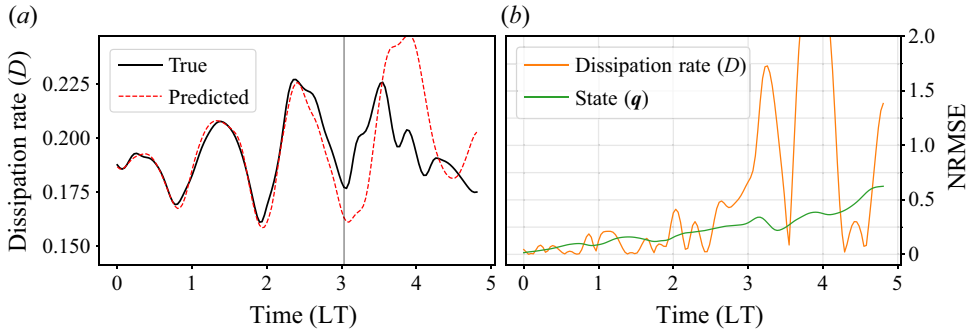 (a)
Dissipation rate (D)
0.225
0.200
0.175
0.150
True
Predicted
0 1 2 3 4 5
Time (LT)
(b)
Dissipation rate (D)
State (q)
2.0
1.5
1.0
0.5
0
NRMSE
0 1 2 3 4 5
Time (LT)